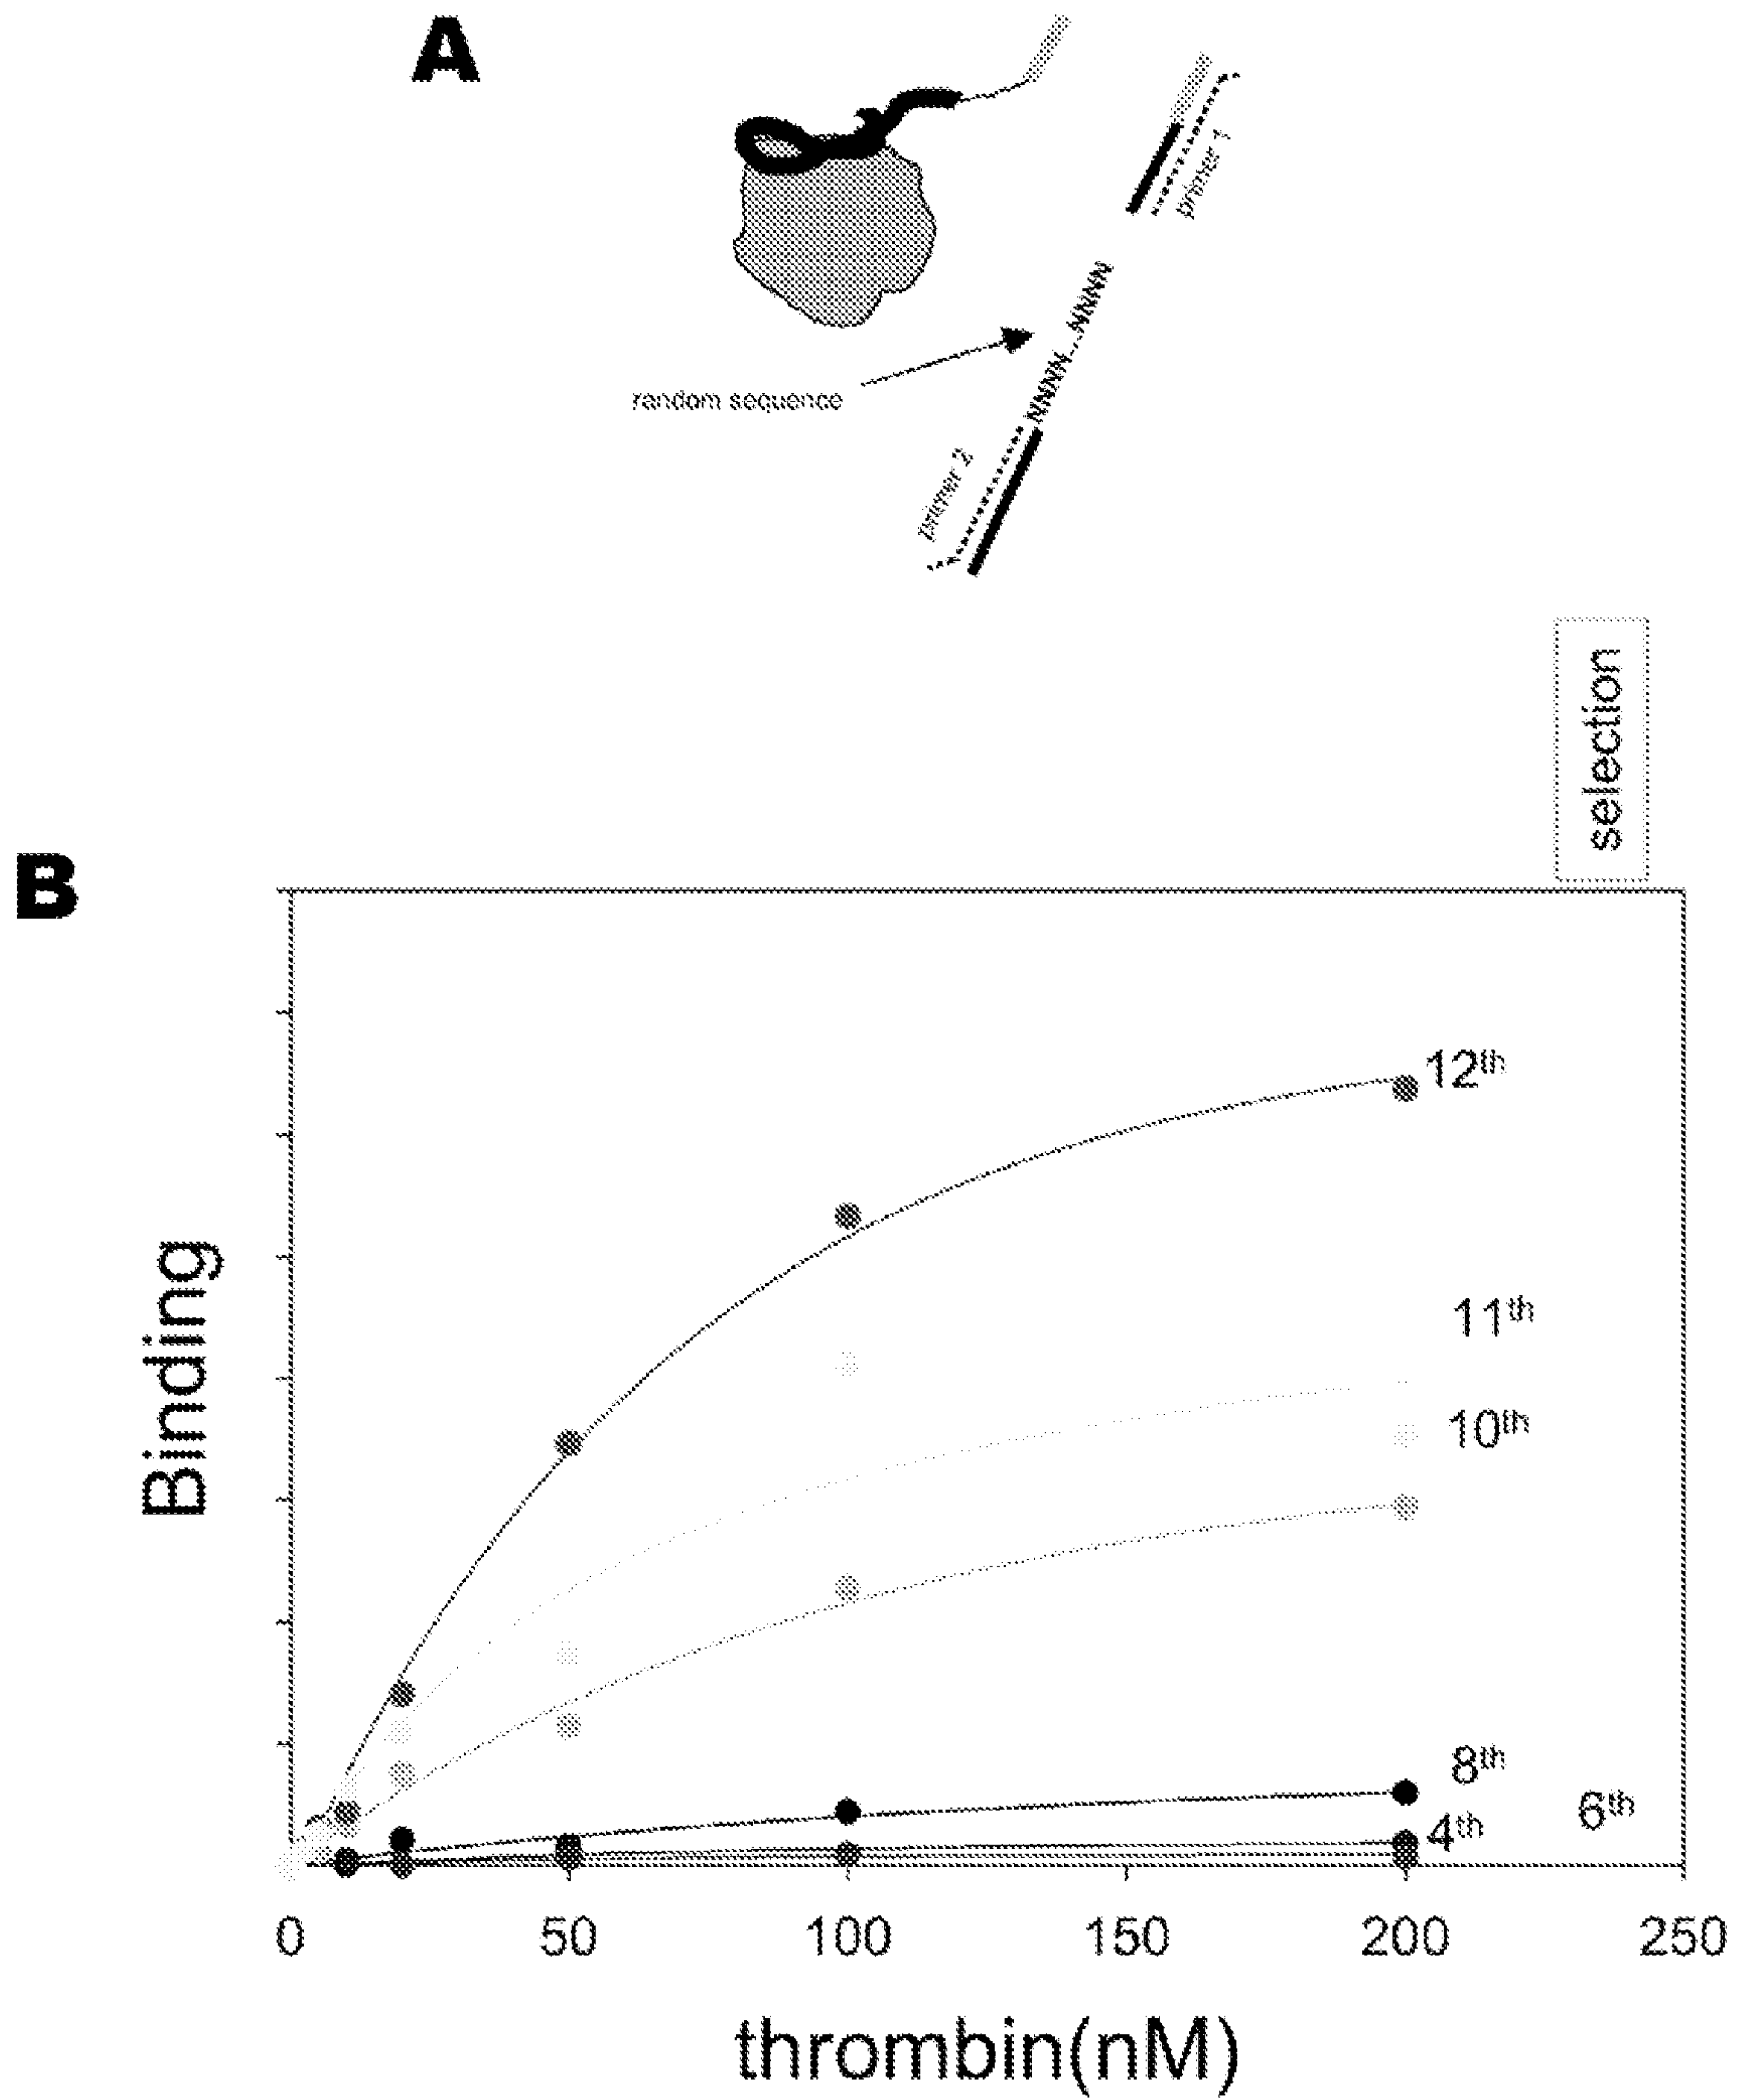 A
primer 1
NNNN...NNNN
random sequence
primer 2
selection
B
12th
11th
10th
8th
6th
4th
Binding
0 50 100 150 200 250
thrombin(nM)